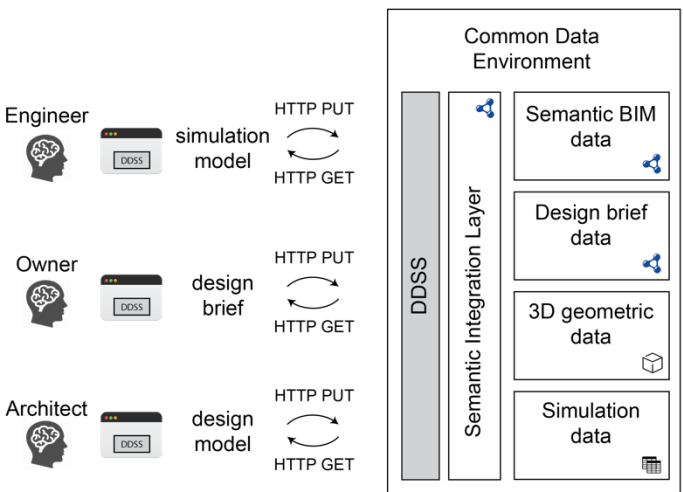 Engineer
DDSS
simulation
model
HTTP PUT
HTTP GET
Owner
DDSS
design
brief
HTTP PUT
HTTP GET
Architect
DDSS
design
model
HTTP PUT
HTTP GET
Common Data
Environment
DDSS
Semantic Integration Layer
Semantic BIM
data
Design brief
data
3D geometric
data
Simulation
data